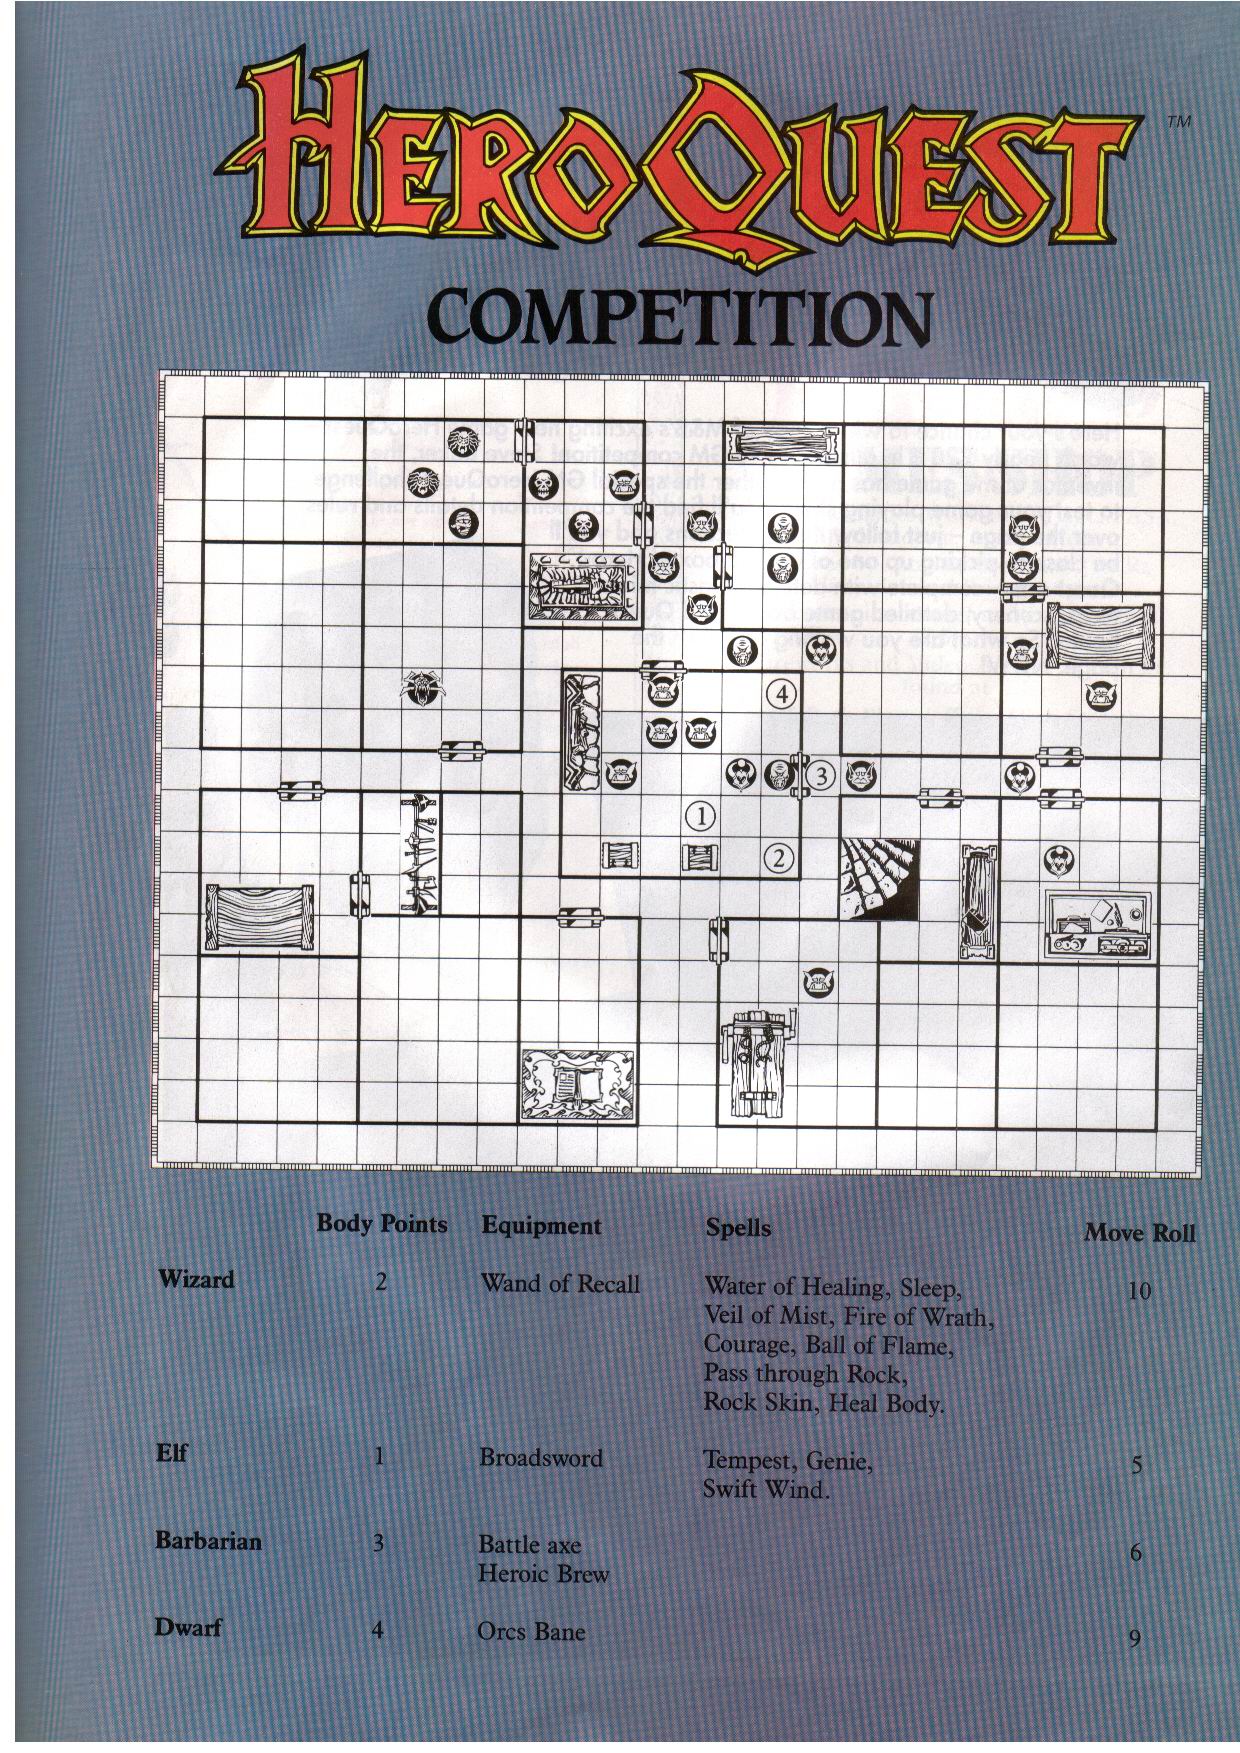 HEROQUEST ™
COMPETITION
4
3
1
2
Body Points Equipment Spells Move Roll
Wizard 2 Wand of Recall Water of Healing, Sleep, 10
Veil of Mist, Fire of Wrath,
Courage, Ball of Flame,
Pass through Rock,
Rock Skin, Heal Body.
Elf 1 Broadsword Tempest, Genie, 5
Swift Wind.
Barbarian 3 Battle axe 6
Heroic Brew
Dwarf 4 Orcs Bane 9